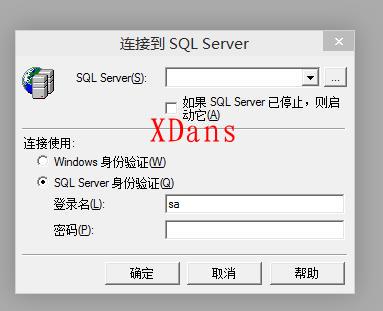 连接到 SQL Server
SQL Server(S):
...
如果 SQL Server 已停止，则启
动它(A)
XDans
连接使用：
Windows 身份验证(W)
SQL Server 身份验证(Q)
登录名(L):
sa
密码(P):
确定
取消
帮助